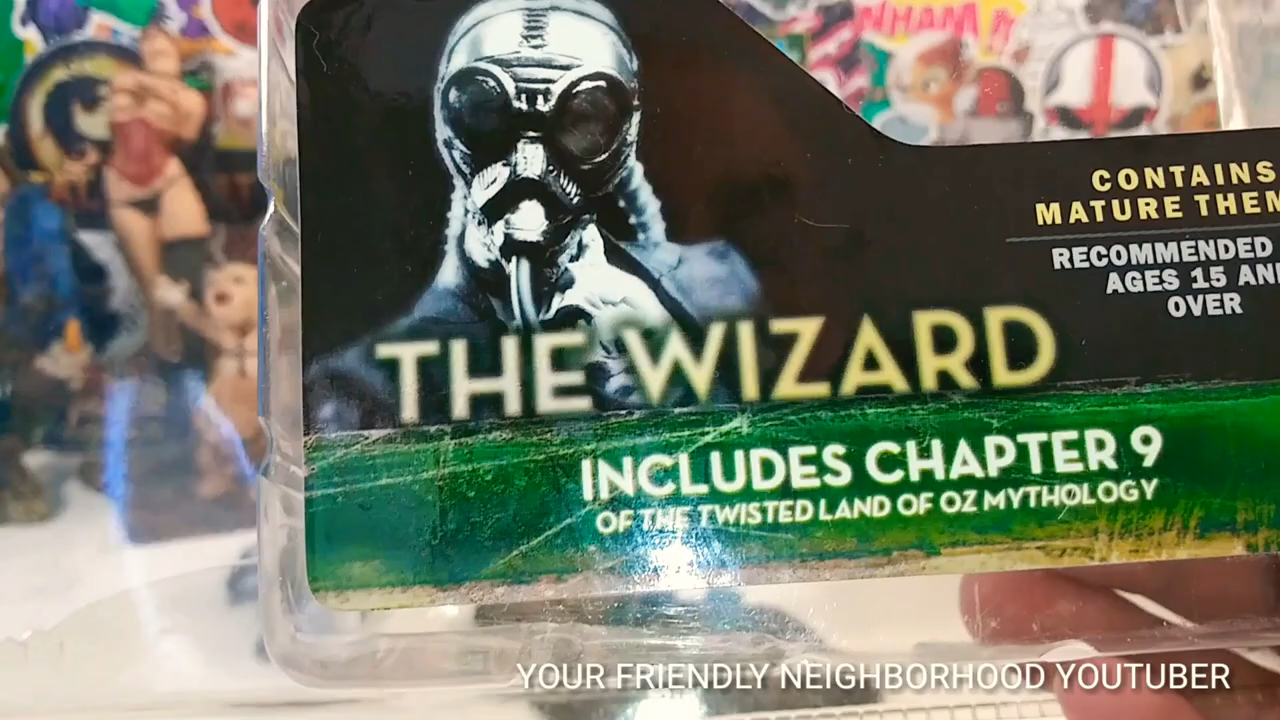 CONTAINS
MATURE THEM
RECOMMENDED
AGES 15 AN
OVER
THE WIZARD
INCLUDES CHAPTER 9
OF THE TWISTED LAND OF OZ MYTHOLOGY
YOUR FRIENDLY NEIGHBORHOOD YOUTUBER